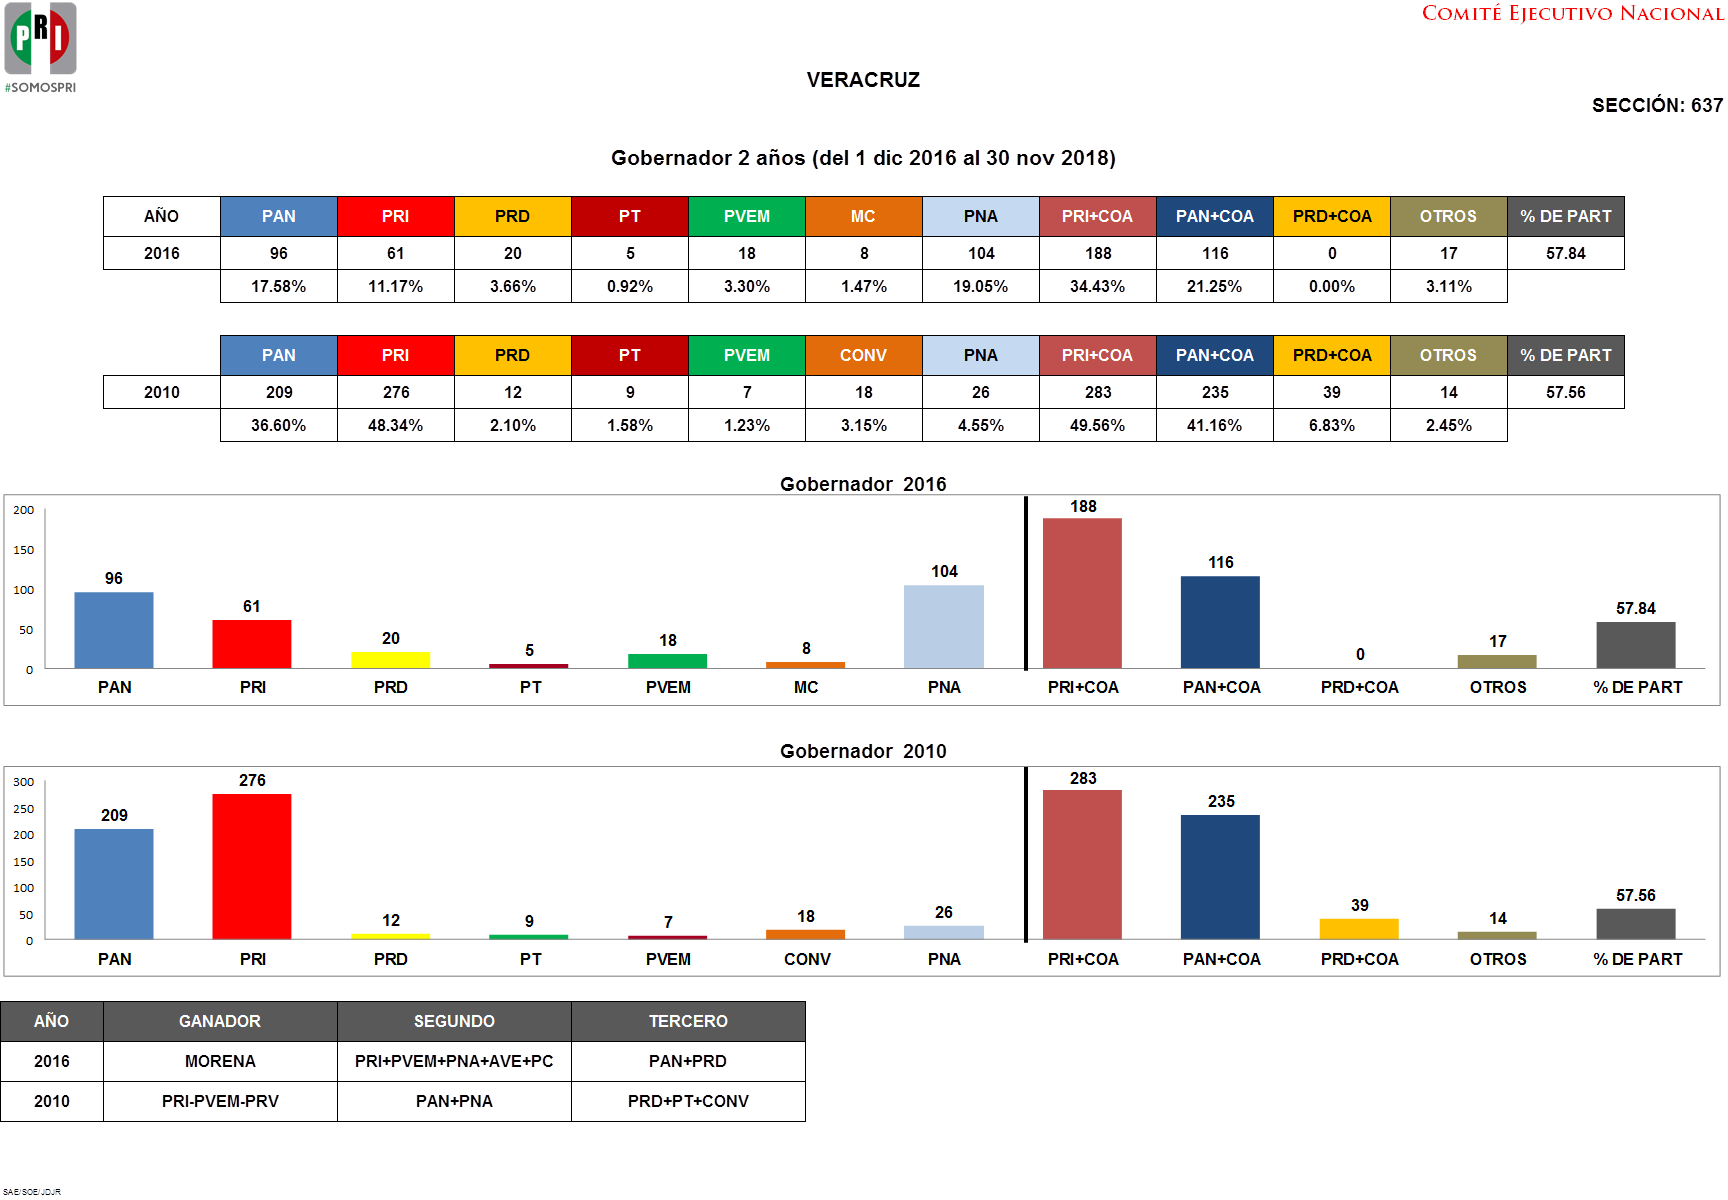 PRI
#SOMOSPRI
COMITÉ EJECUTIVO NACIONAL
VERACRUZ
SECCIÓN: 637
Gobernador 2 años (del 1 dic 2016 al 30 nov 2018)
AÑO PAN PRI PRD PT PVEM MC PNA PRI+COA PAN+COA PRD+COA OTROS % DE PART
2016 96 61 20 5 18 8 104 188 116 0 17 57.84
17.58% 11.17% 3.66% 0.92% 3.30% 1.47% 19.05% 34.43% 21.25% 0.00% 3.11%
PAN PRI PRD PT PVEM CONV PNA PRI+COA PAN+COA PRD+COA OTROS % DE PART
2010 209 276 12 9 7 18 26 283 235 39 14 57.56
36.60% 48.34% 2.10% 1.58% 1.23% 3.15% 4.55% 49.56% 41.16% 6.83% 2.45%
Gobernador 2016
200
150
100
50
0
96 61 20 5 18 8 104 188 116 0 17 57.84
PAN PRI PRD PT PVEM MC PNA PRI+COA PAN+COA PRD+COA OTROS % DE PART
Gobernador 2010
300
250
200
150
100
50
0
209 276 12 9 7 18 26 283 235 39 14 57.56
PAN PRI PRD PT PVEM CONV PNA PRI+COA PAN+COA PRD+COA OTROS % DE PART
AÑO GANADOR SEGUNDO TERCERO
2016 MORENA PRI+PVEM+PNA+AVE+PC PAN+PRD
2010 PRI-PVEM-PRV PAN+PNA PRD+PT+CONV
SAE/SOE/JDJR